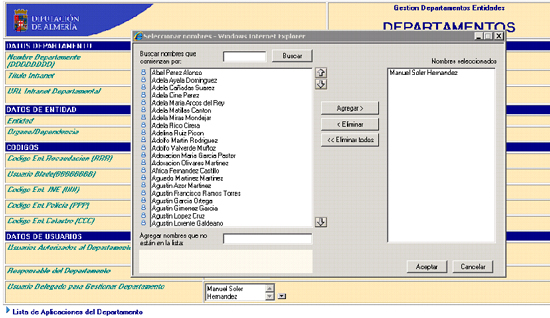 DIPUTACIÓN
DE ALMERÍA
Gestion Departamentos Entidades
DEPARTAMENTOS
Seleccionar nombres - Windows Internet Explorer
Buscar nombres que
comienzan por:
Buscar
Nombres seleccionados
Abel Perez Alonso
Adela Ayala Dominguez
Adela Cañadas Suarez
Adela Cine Perez
Adela Maria Arcos del Rey
Adela Matillas Canton
Adela Miras Mondejar
Adela Rico Cireia
Adelina Ruiz Picon
Adolfo Martin Rodriguez
Adolfo Valverde Muñoz
Adoracion Maria Garcia Pastor
Adoracion Olivares Martinez
Africa Fernandez Castillo
Agueda Martinez Martinez
Agustin Azor Martinez
Agustin Francisco Ramos Torres
Agustin Garcia Ortega
Agustin Gimenez Garcia
Agustin Lopez Cruz
Agustin Lorente Galdeano
Agregar >
< Eliminar
<< Eliminar todos
Manuel Soler Hernandez
Agregar nombres que no
están en la lista:
Aceptar
Cancelar
DATOS DEPARTAMENTO
Nombre Departamento
(DDDDDDDD)
Titulo Intranet
URL Intranet Departamental
DATOS DE ENTIDAD
Entidad
Organo/Dependencia
CODIGOS
Codigo Ent. Recaudacion (RRR)
Usuario Blade(BBBBBBBB)
Codigo Ent. INE (III)
Codigo Ent. Policia (PPP)
Codigo Ent. Catastro (CCC)
DATOS DE USUARIOS
Usuarios Autorizados al Departamento
Responsable del Departamento
Usuario Delegado para Gestionar Departamento
Manuel Soler
Hernandez
Lista de Aplicaciones del Departamento